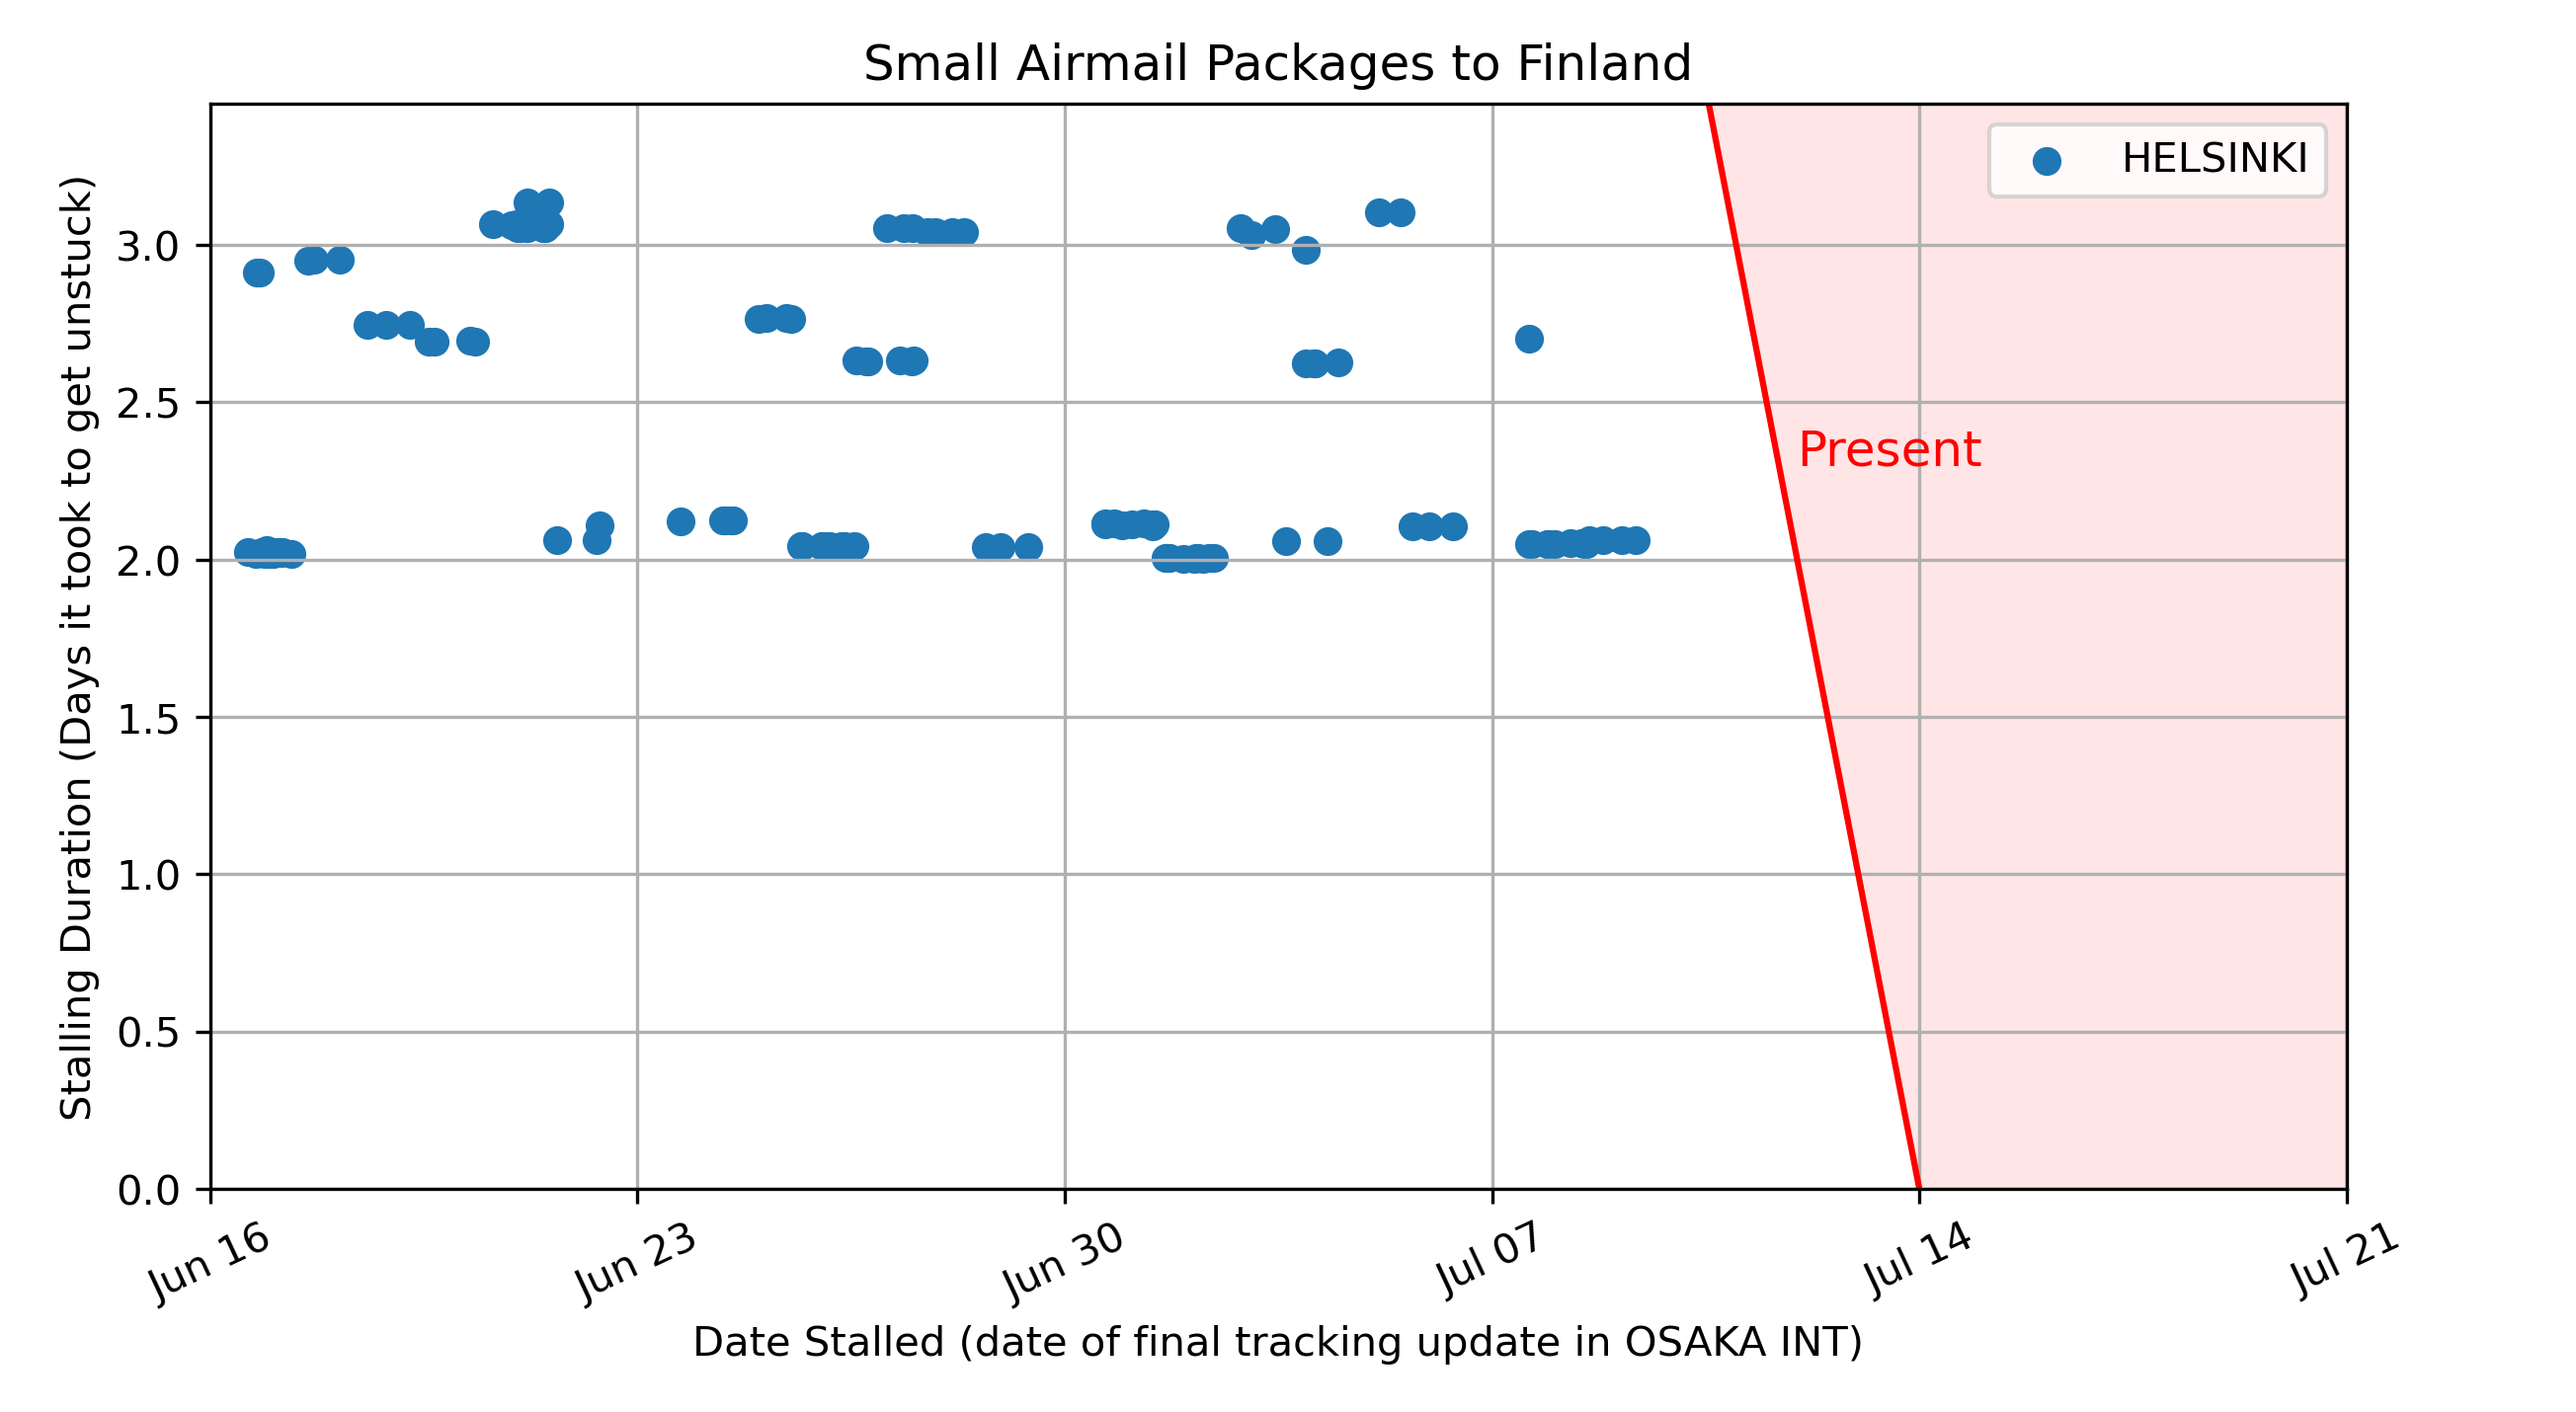 Small Airmail Packages to Finland
HELSINKI
Stalling Duration (Days it took to get unstuck)
3.0
2.5
2.0
1.5
1.0
0.5
0.0
Present
Jun 16
Jun 23
Jun 30
Jul 07
Jul 14
Jul 21
Date Stalled (date of final tracking update in OSAKA INT)